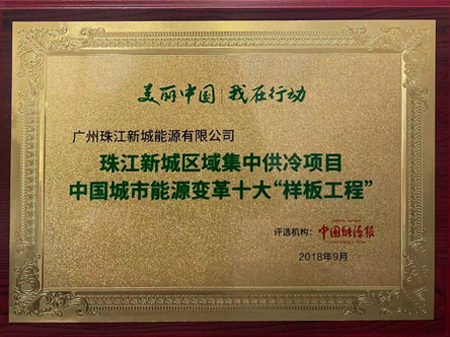 美丽中国|我在行动
广州珠江新城能源有限公司
珠江新城区域集中供冷项目
中国城市能源变革十大“样板工程”
评选机构：中国能源报
2018年9月